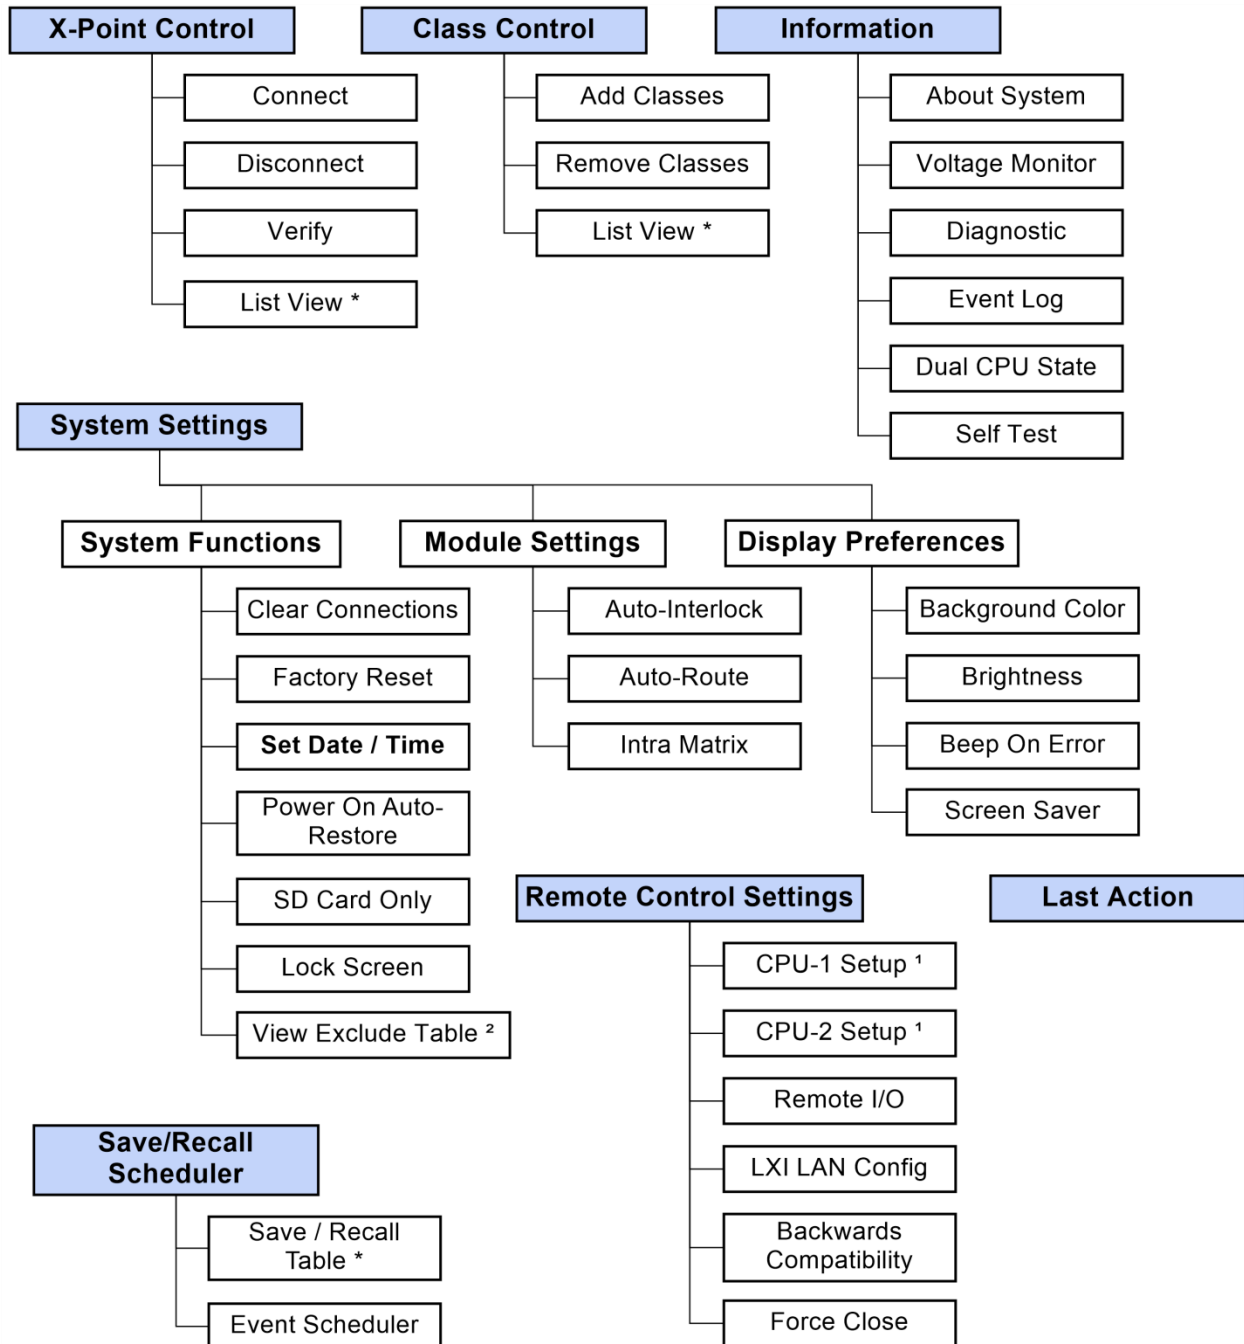 X-Point Control
Connect
Disconnect
Verify
List View *
Class Control
Add Classes
Remove Classes
List View *
Information
About System
Voltage Monitor
Diagnostic
Event Log
Dual CPU State
Self Test
System Settings
System Functions
Clear Connections
Factory Reset
Set Date / Time
Power On Auto-
Restore
SD Card Only
Lock Screen
View Exclude Table ²
Module Settings
Auto-Interlock
Auto-Route
Intra Matrix
Display Preferences
Background Color
Brightness
Beep On Error
Screen Saver
Remote Control Settings
CPU-1 Setup ¹
CPU-2 Setup ¹
Remote I/O
LXI LAN Config
Backwards
Compatibility
Force Close
Last Action
Save/Recall
Scheduler
Save / Recall
Table *
Event Scheduler